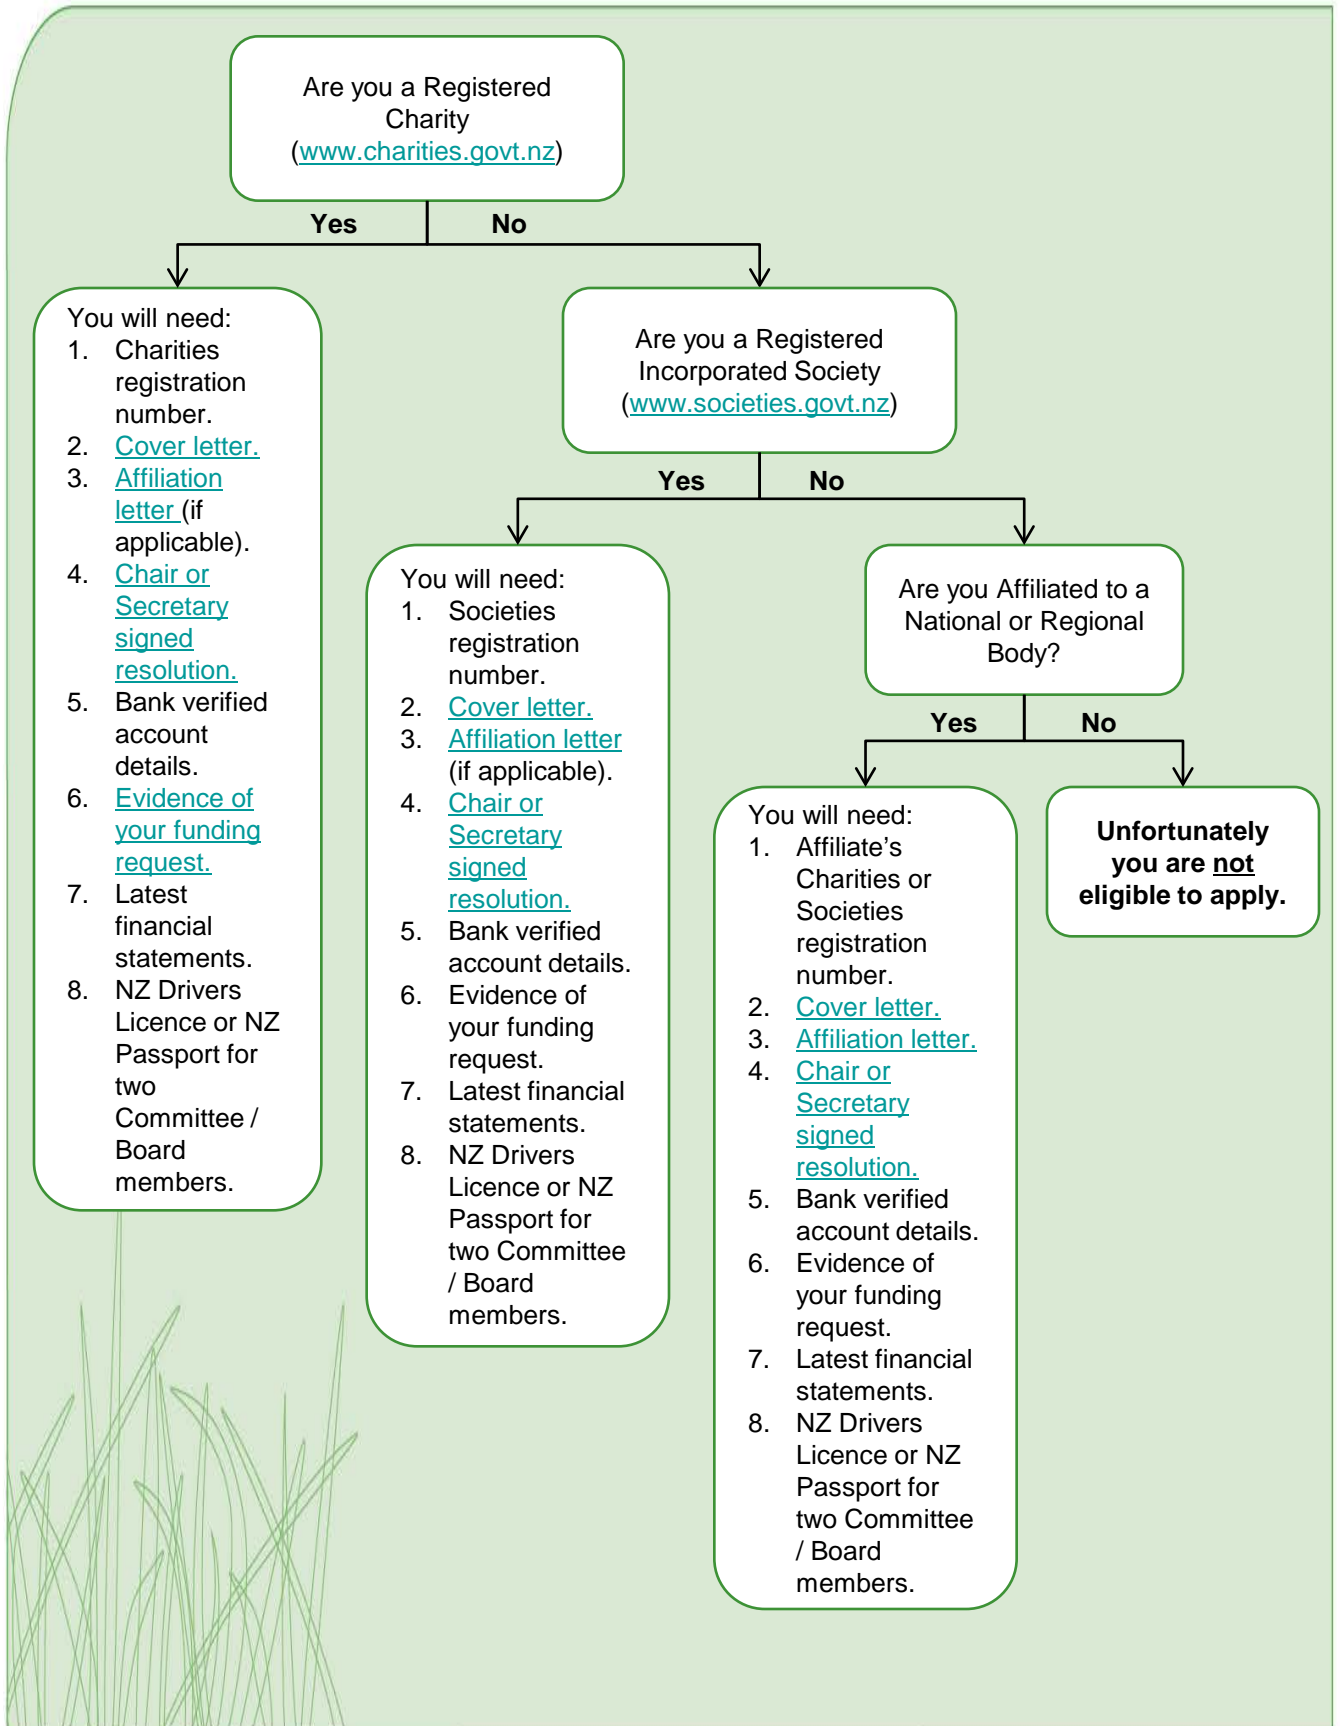 Are you a Registered
Charity
(www.charities.govt.nz)
Yes
No
You will need:
1. Charities
registration
number.
2. Cover letter.
3. Affiliation
letter (if
applicable).
4. Chair or
Secretary
signed
resolution.
5. Bank verified
account
details.
6. Evidence of
your funding
request.
7. Latest
financial
statements.
8. NZ Drivers
Licence or NZ
Passport for
two
Committee /
Board
members.
Are you a Registered
Incorporated Society
(www.societies.govt.nz)
Yes
No
You will need:
1. Societies
registration
number.
2. Cover letter.
3. Affiliation letter
(if applicable).
4. Chair or
Secretary
signed
resolution.
5. Bank verified
account details.
6. Evidence of
your funding
request.
7. Latest financial
statements.
8. NZ Drivers
Licence or NZ
Passport for
two Committee
/ Board
members.
Are you Affiliated to a
National or Regional
Body?
Yes
No
You will need:
1. Affiliate’s
Charities or
Societies
registration
number.
2. Cover letter.
3. Affiliation letter.
4. Chair or
Secretary
signed
resolution.
5. Bank verified
account details.
6. Evidence of
your funding
request.
7. Latest financial
statements.
8. NZ Drivers
Licence or NZ
Passport for
two Committee
/ Board
members.
Unfortunately
you are not
eligible to apply.